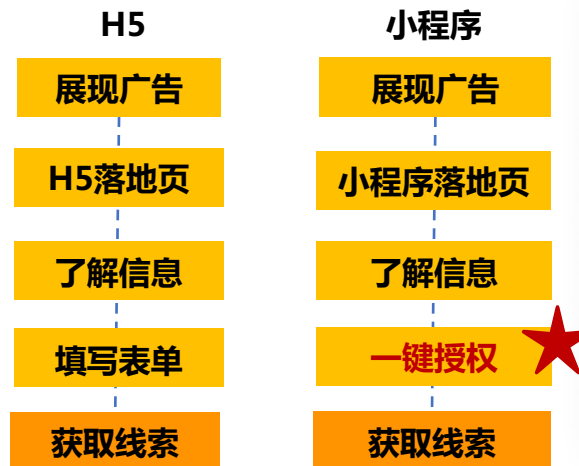 H5
小程序
展现广告
展现广告
H5落地页
小程序落地页
了解信息
了解信息
填写表单
一键授权
获取线索
获取线索